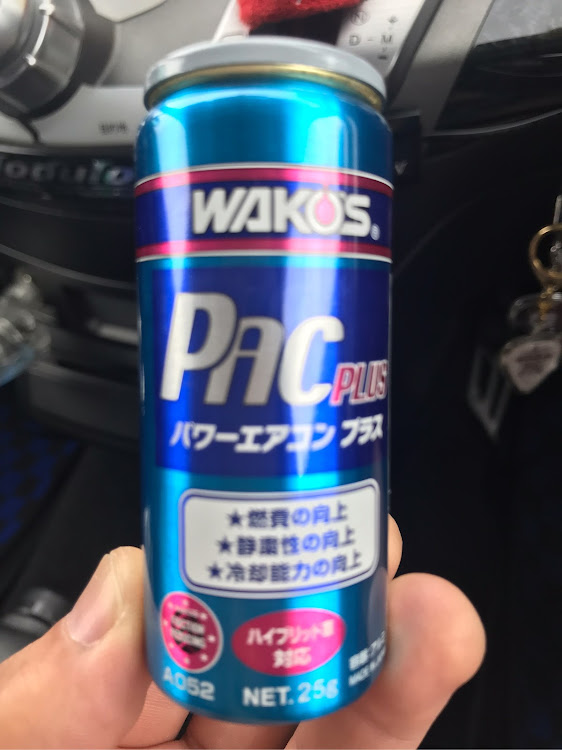 D - M
WAKO'S®
PAC PLUS
パワーエアコン プラス
★燃費の向上
★静粛性の向上
★冷却能力の向上
ハイブリッド車
対応
A052
NET.25g